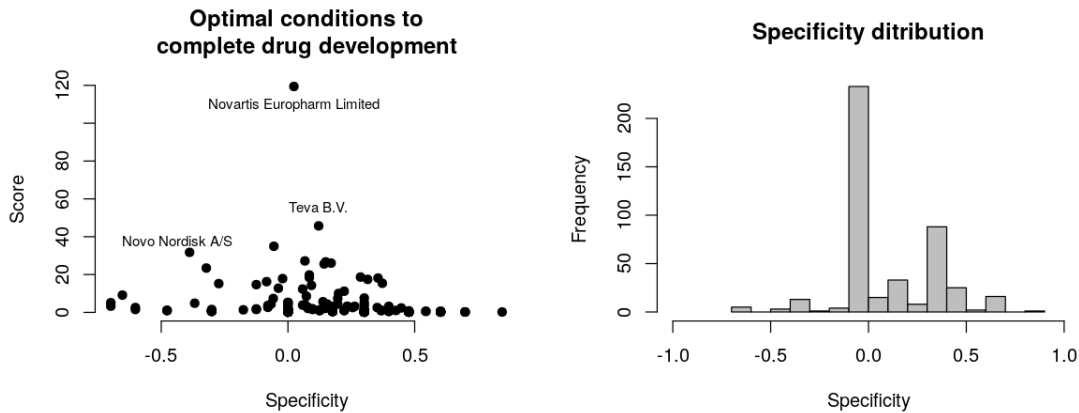 Optimal conditions to
complete drug development
Score
120
80
60
40
20
0
Novartis Europharm Limited
Teva B.V.
Novo Nordisk A/S
-0.5
0.0
0.5
Specificity
Specificity ditribution
Frequency
200
150
100
50
0
-1.0
-0.5
0.0
0.5
1.0
Specificity